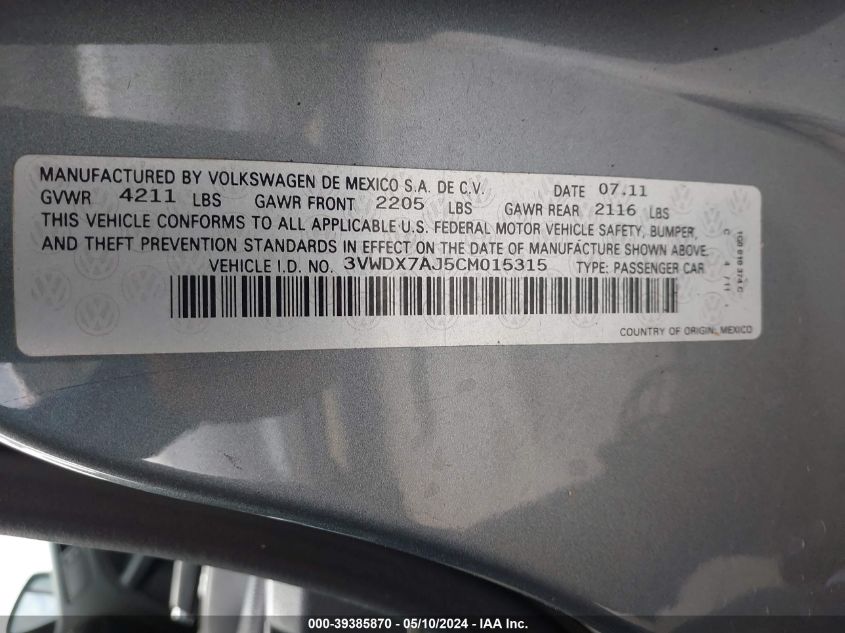 MANUFACTURED BY VOLKSWAGEN DE MEXICO S.A. DE C.V. DATE 07.11
GVWR 4211 LBS GAWR FRONT 2205 LBS GAWR REAR 2116 LBS
THIS VEHICLE CONFORMS TO ALL APPLICABLE U.S. FEDERAL MOTOR VEHICLE SAFETY, BUMPER,
AND THEFT PREVENTION STANDARDS IN EFFECT ON THE DATE OF MANUFACTURE SHOWN ABOVE.
VEHICLE I.D. NO. 3VWDX7AJ5CM015315 TYPE: PASSENGER CAR
COUNTRY OF ORIGIN: MEXICO
C 4/11
000-39385870 - 05/10/2024 - IAA Inc.